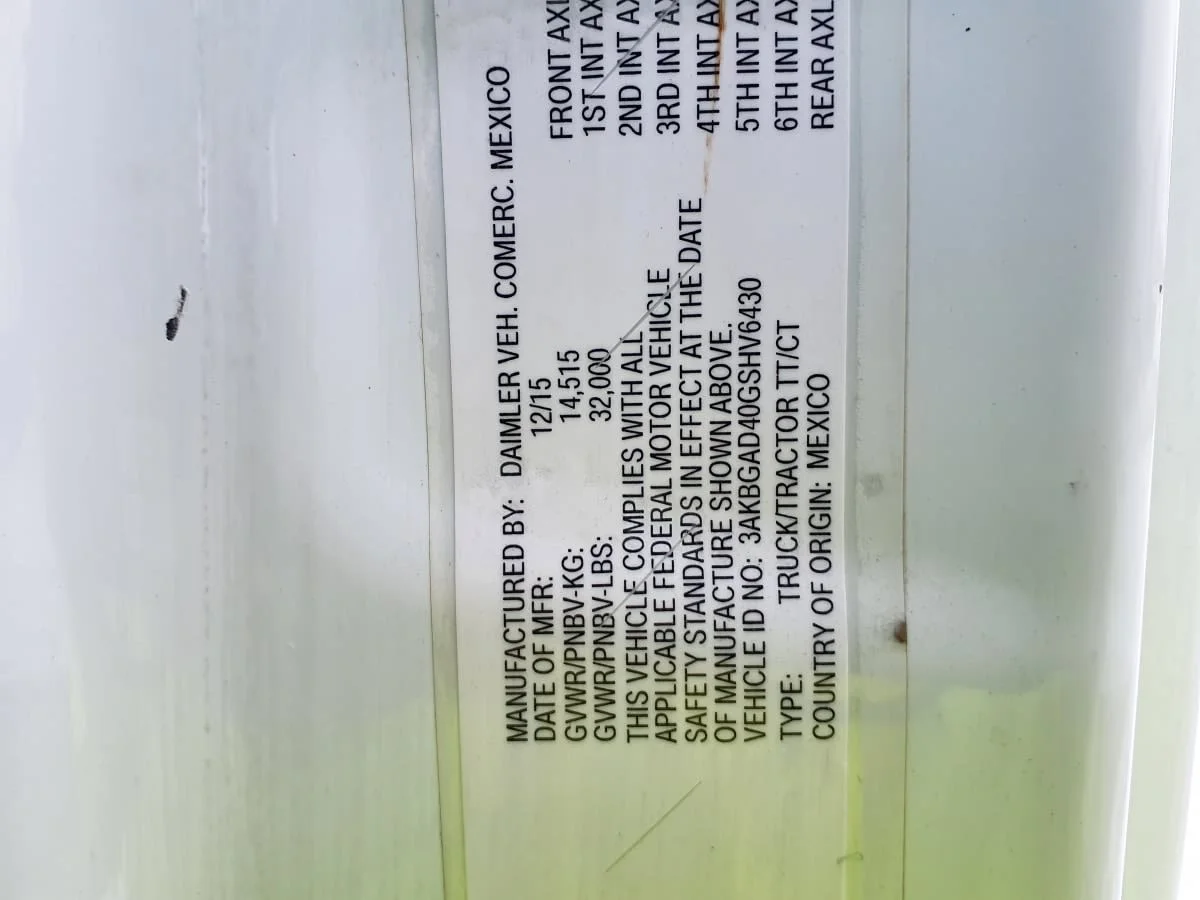 MANUFACTURED BY: DAIMLER VEH. COMERC. MEXICO
DATE OF MFR: 12/15
GVWR/PNBV-KG: 14,515
GVWR/PNBV-LBS: 32,000
THIS VEHICLE COMPLIES WITH ALL
APPLICABLE FEDERAL MOTOR VEHICLE
SAFETY STANDARDS IN EFFECT AT THE DATE
OF MANUFACTURE SHOWN ABOVE.
VEHICLE ID NO: 3AKBGAD40GSHV6430
TYPE: TRUCK/TRACTOR TT/CT
COUNTRY OF ORIGIN: MEXICO
FRONT AXL
1ST INT AX
2ND INT AX
3RD INT AX
4TH INT AX
5TH INT AX
6TH INT AX
REAR AXL